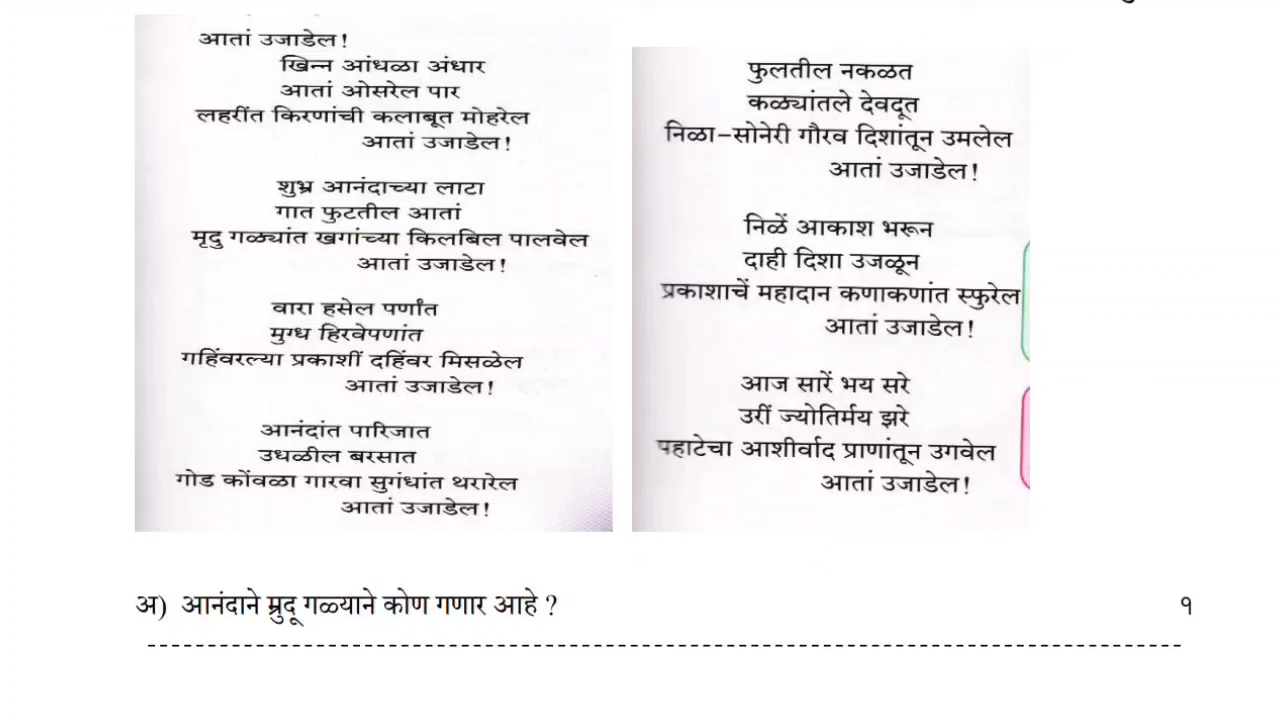 आतां उजाडेल!
खिन्न आंधळा अंधार
आतां ओसरेल पार
लहरींत किरणांची कलाबूत मोहरेल
आतां उजाडेल!
शुभ्र आनंदाच्या लाटा
गात फुटतील आतां
मृदु गळ्यांत खगांच्या किलबिल पालवेल
आतां उजाडेल!
वारा हसेल पर्णांत
मुग्ध हिरवेपणांत
गहिंवरल्या प्रकाशीं दहिंवर मिसळेल
आतां उजाडेल!
आनंदांत पारिजात
उधळील बरसात
गोड कोंवळा गारवा सुगंधांत थरारेल
आतां उजाडेल!
फुलतील नकळत
कळ्यांतले देवदूत
निळा-सोनेरी गौरव दिशांतून उमलेल
आतां उजाडेल!
निळें आकाश भरून
दाही दिशा उजळून
प्रकाशाचें महादान कणाकणांत स्फुरेल
आतां उजाडेल!
आज सारें भय सरे
उरीं ज्योतिर्मय झरे
पहाटेचा आशीर्वाद प्राणांतून उगवेल
आतां उजाडेल!
अ) आनंदाने म्रुदू गळ्याने कोण गणार आहे ? १